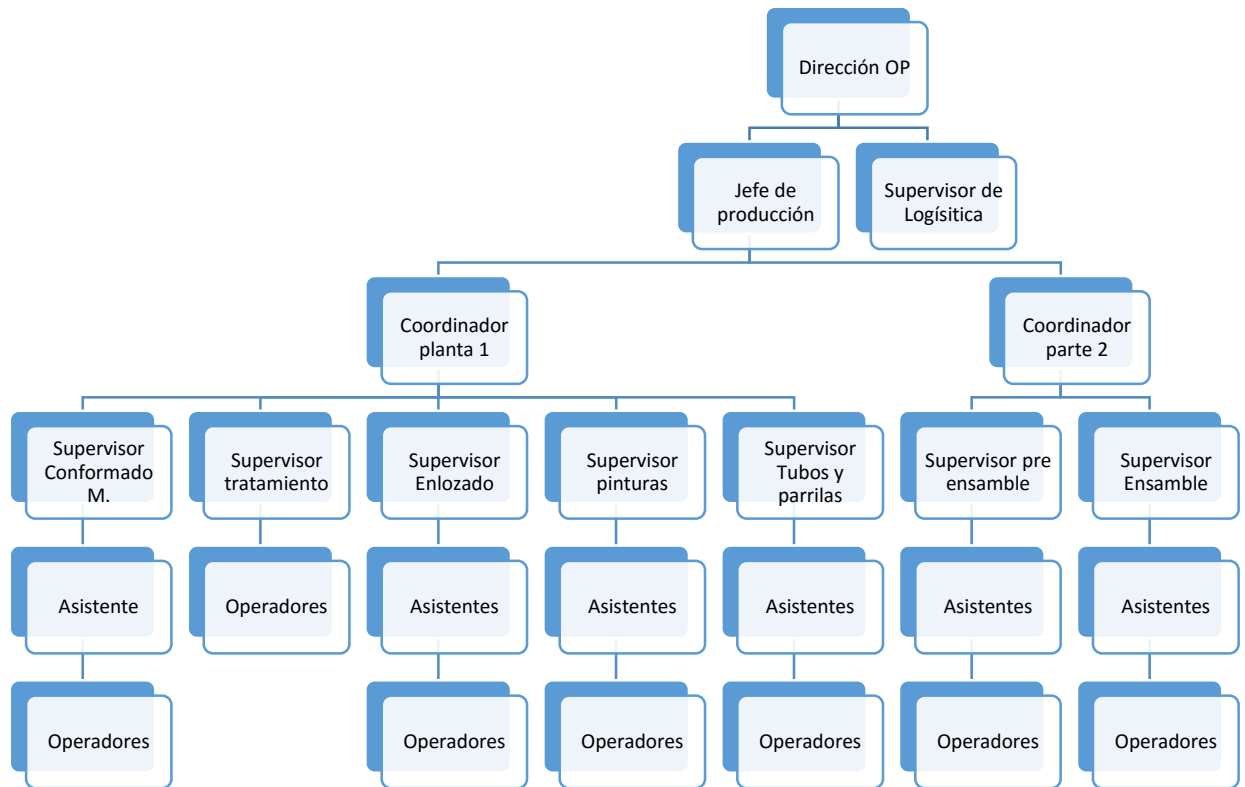 Dirección OP
Jefe de
producción
Supervisor de
Logísitica
Coordinador
planta 1
Coordinador
parte 2
Supervisor
Conformado
M.
Supervisor
tratamiento
Supervisor
Enlozado
Supervisor
pinturas
Supervisor
Tubos y
parrilas
Supervisor pre
ensamble
Supervisor
Ensamble
Asistente
Operadores
Asistentes
Asistentes
Asistentes
Asistentes
Asistentes
Operadores
Operadores
Operadores
Operadores
Operadores
Operadores